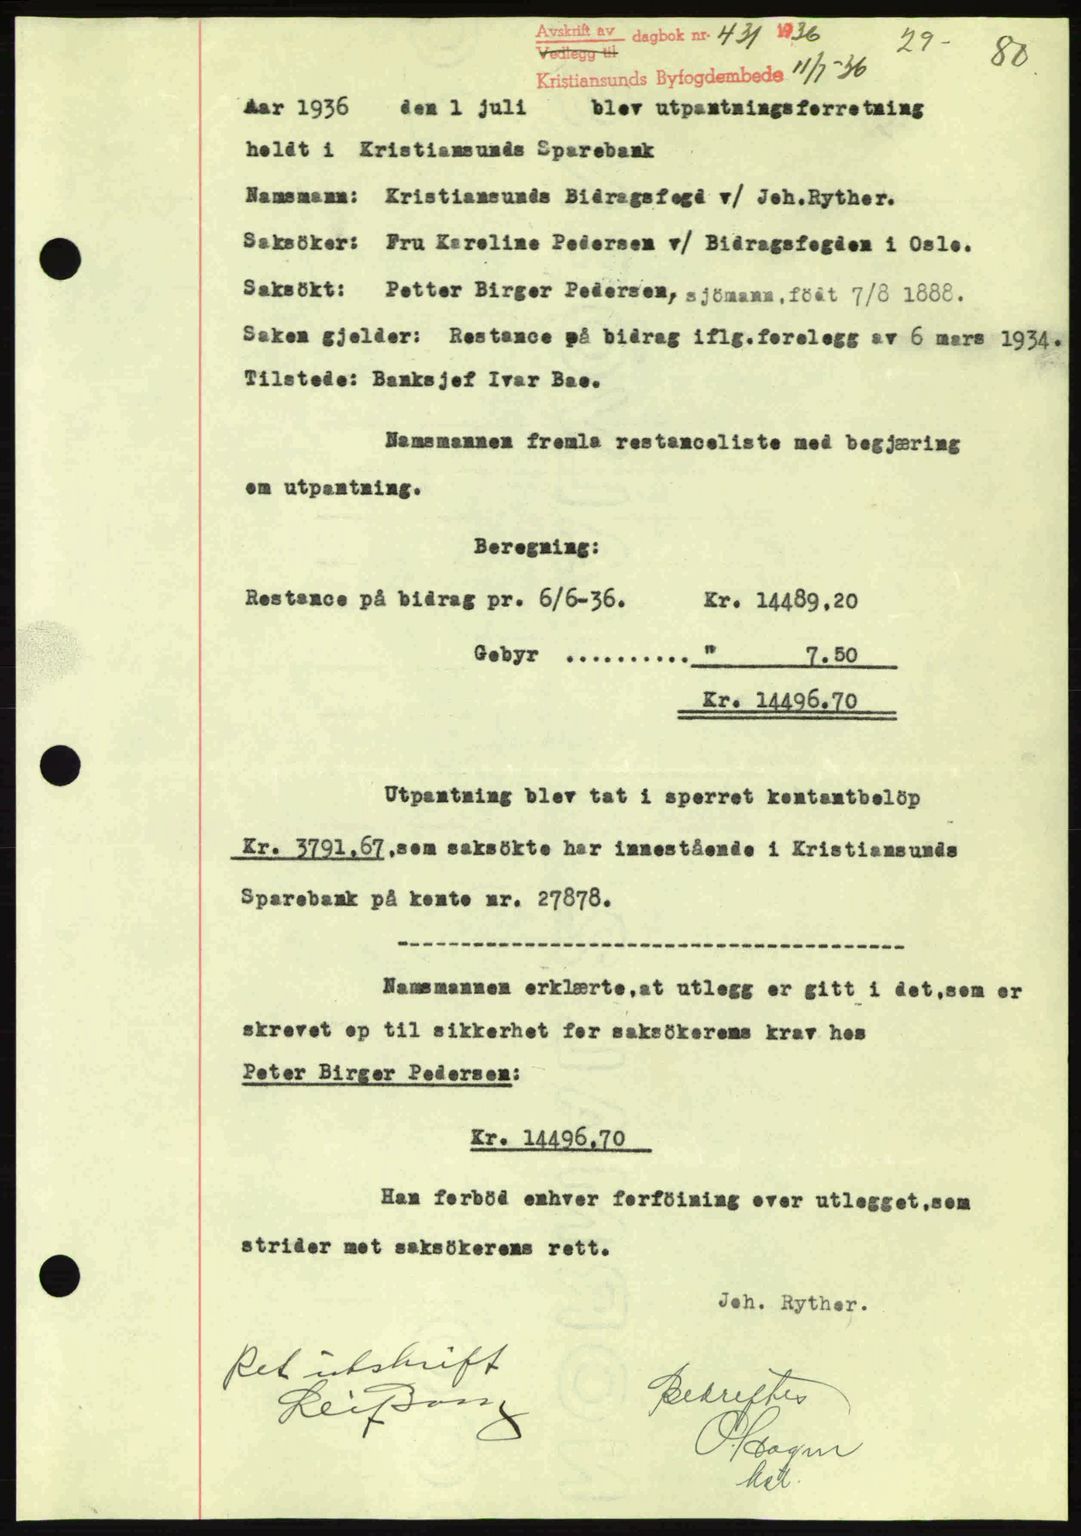 Avskrift av dagbok nr. 431 1936 29- 80
Vedlegg til
Kristiansunds Byfogdembede 11/7-36
Aar 1936 den 1 juli blev utpantningsforretning
holdt i Kristiansunds Sparebank
Namsmann: Kristiansunds Bidragsfogd v/ Joh.Ryther.
Saksöker: Fru Karoline Pedersen v/ Bidragsfogden i Oslo.
Saksökt: Petter Birger Pedersen, sjömann, födt 7/8 1888.
Saken gjelder: Restance på bidrag iflg.forelegg av 6 mars 1934.
Tilstede: Banksjef Ivar Bae.
Namsmannen fremla restanceliste med begjæring
om utpantning.
Beregning:
Restance på bidrag pr. 6/6-36. Kr. 14489,20
Gebyr .......... " 7.50
Kr. 14496.70
Utpantning blev tat i sperret kontantbelöp
Kr. 3791,67,som saksökte har innestående i Kristiansunds
Sparebank på konto nr. 27878.
----------------------------------------
Namsmannen erklærte,at utlegg er gitt i det,som er
skrevet op til sikkerhet for saksökerens krav hos
Peter Birger Pedersen:
Kr. 14496,70
Han forböd enhver forföining over utlegget,som
strider mot saksökerens rett.
Joh. Ryther.
Ret utskrift
Bekreftes